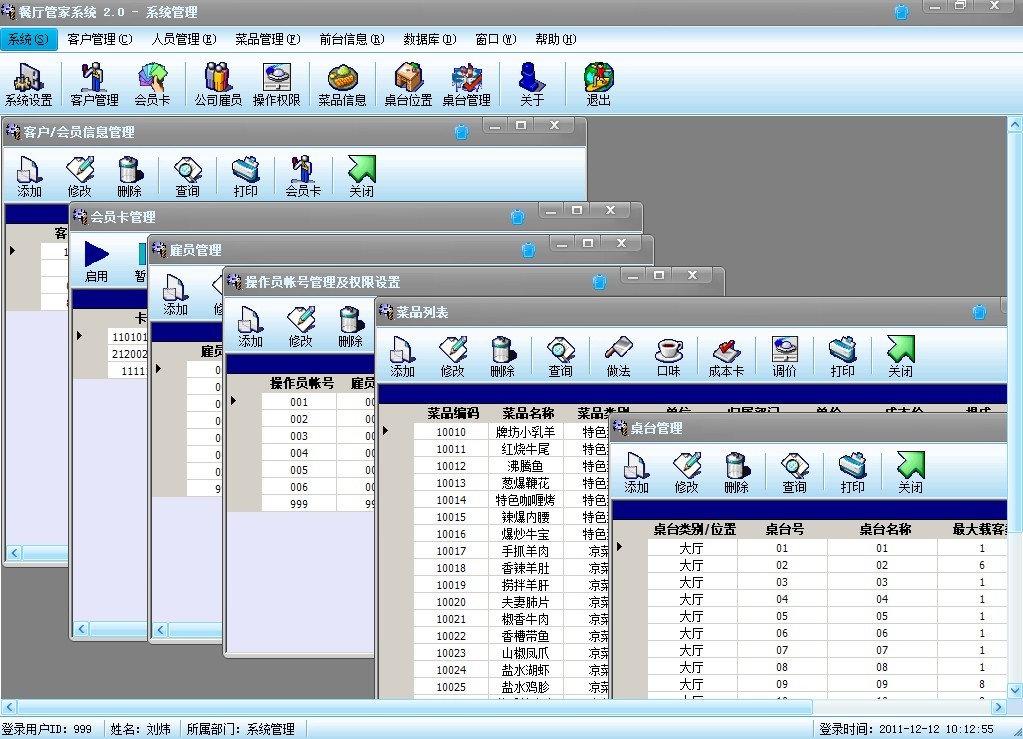 餐厅管家系统 2.0 - 系统管理
系统(S) 客户管理(C) 人员管理(E) 菜品管理(F) 前台信息(R) 数据库(D) 窗口(W) 帮助(H)
系统设置 客户管理 会员卡 公司雇员 操作权限 菜品信息 桌台位置 桌台管理 关于 退出
客户/会员信息管理
添加 修改 删除 查询 打印 会员卡 关闭
客
1
会员卡管理
启用 暂
卡
110101
212002
1111
雇员管理
添加
雇员
操作员帐号管理及权限设置
添加 修改 删除
操作员帐号 雇员
001 00
002 00
003 00
004 00
005 00
006 00
999 99
菜品列表
添加 修改 删除 查询 做法 口味 成本卡 调价 打印 关闭
菜品编码 菜品名称 菜品类别 单位 归属部门 单价 成本价 提成
10010 牌坊小乳羊 特色
10011 红烧牛尾 特色
10012 沸腾鱼 特色
10013 葱爆鞭花 特色
10014 特色咖喱烤 特色
10015 辣爆内腰 特色
10016 爆炒牛宝 特色
10017 手抓羊肉 凉菜
10018 香辣羊肚 凉菜
10019 捞拌羊肝 凉菜
10020 夫妻肺片 凉菜
10021 椒香牛肉 凉菜
10022 香糟带鱼 凉菜
10023 山椒凤爪 凉菜
10024 盐水湖虾 凉菜
10025 盐水鸡胗 凉菜
桌台管理
添加 修改 删除 查询 打印 关闭
桌台类别/位置 桌台号 桌台名称 最大载客
大厅 01 01 1
大厅 02 02 6
大厅 03 03 1
大厅 04 04 1
大厅 05 05 1
大厅 06 06 1
大厅 07 07 1
大厅 08 08 1
大厅 09 09 8
登录用户ID: 999 姓名: 刘炜 所属部门: 系统管理 登录时间: 2011-12-12 10:12:55